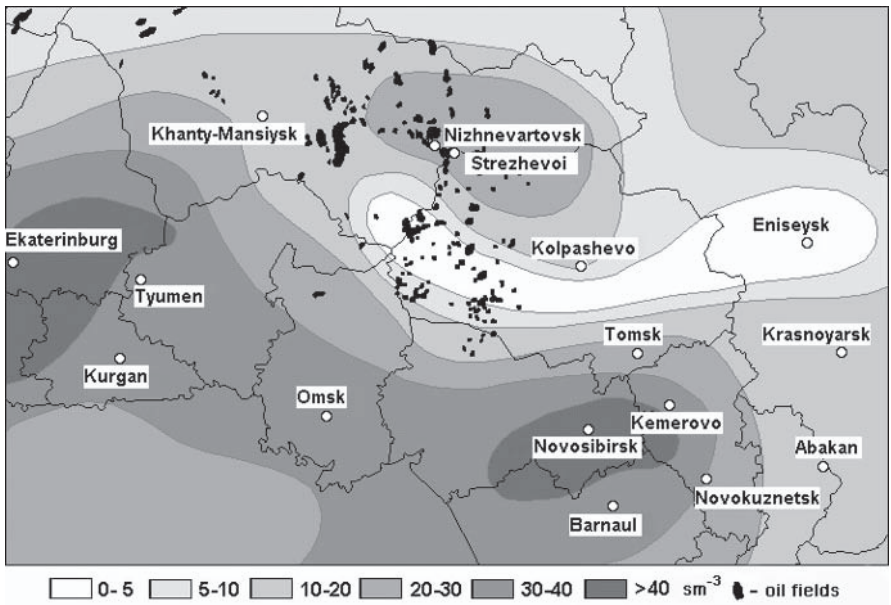 Khanty-Mansiysk
Nizhnevartovsk
Strezhevoi
Ekaterinburg
Kolpashevo
Eniseysk
Tyumen
Tomsk
Krasnoyarsk
Kurgan
Omsk
Kemerovo
Novosibirsk
Abakan
Novokuznetsk
Barnaul
0-5 5-10 10-20 20-30 30-40 >40 sm⁻³ - oil fields